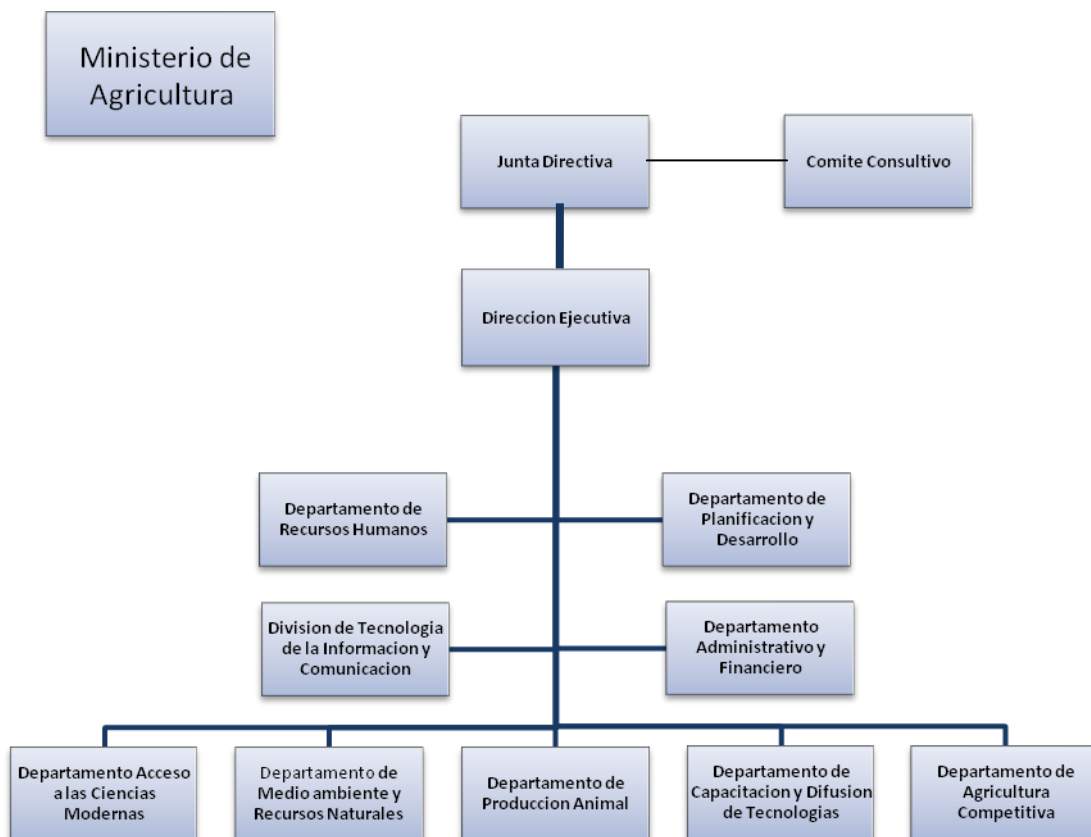 Ministerio de
Agricultura
Junta Directiva
Comite Consultivo
Direccion Ejecutiva
Departamento de
Recursos Humanos
Departamento de
Planificacion y
Desarrollo
Division de Tecnologia
de la Informacion y
Comunicacion
Departamento
Administrativo y
Financiero
Departamento Acceso
a las Ciencias
Modernas
Departamento de
Medio ambiente y
Recursos Naturales
Departamento de
Produccion Animal
Departamento de
Capacitacion y Difusion
de Tecnologias
Departamento de
Agricultura
Competitiva